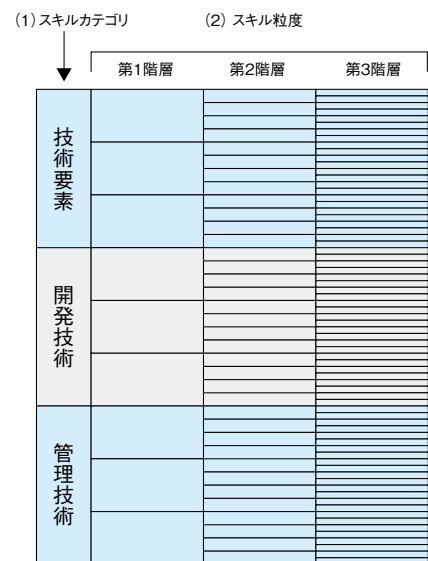 (1)スキルカテゴリ
(2) スキル粒度
第1階層
第2階層
第3階層
技術要素
開発技術
管理技術